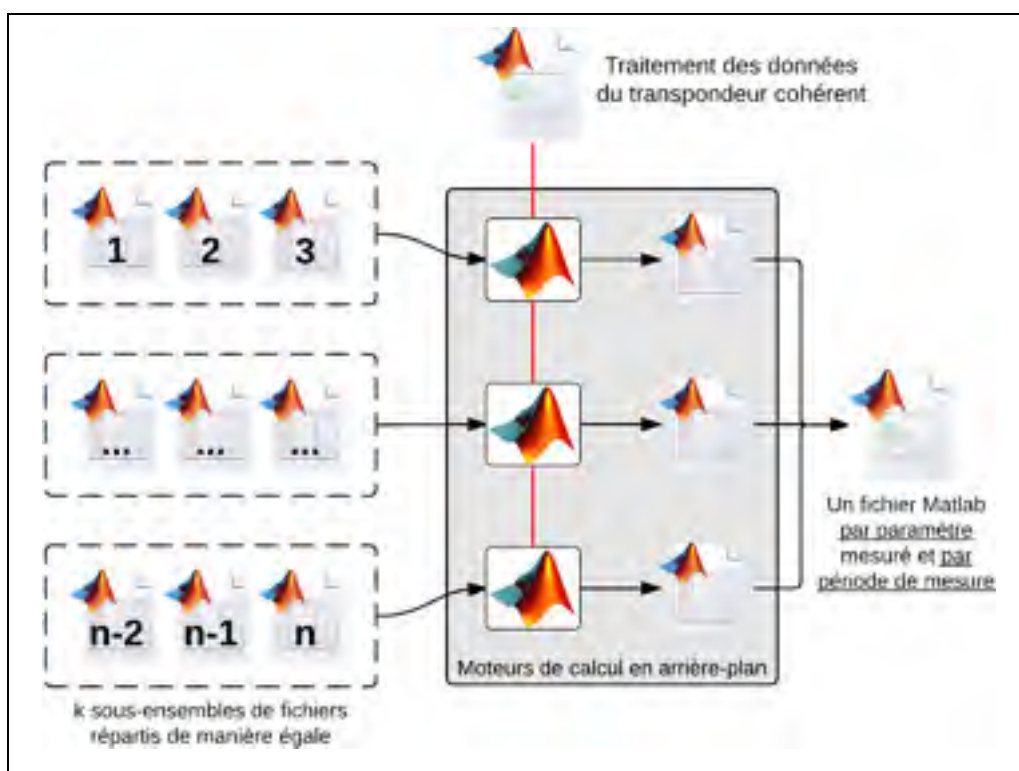 Traitement des données
du transpondeur cohérent
1 2 3
... ... ...
n-2 n-1 n
Moteurs de calcul en arrière-plan
Un fichier Matlab
par paramètre
mesuré et par
période de mesure
k sous-ensembles de fichiers
répartis de manière égale